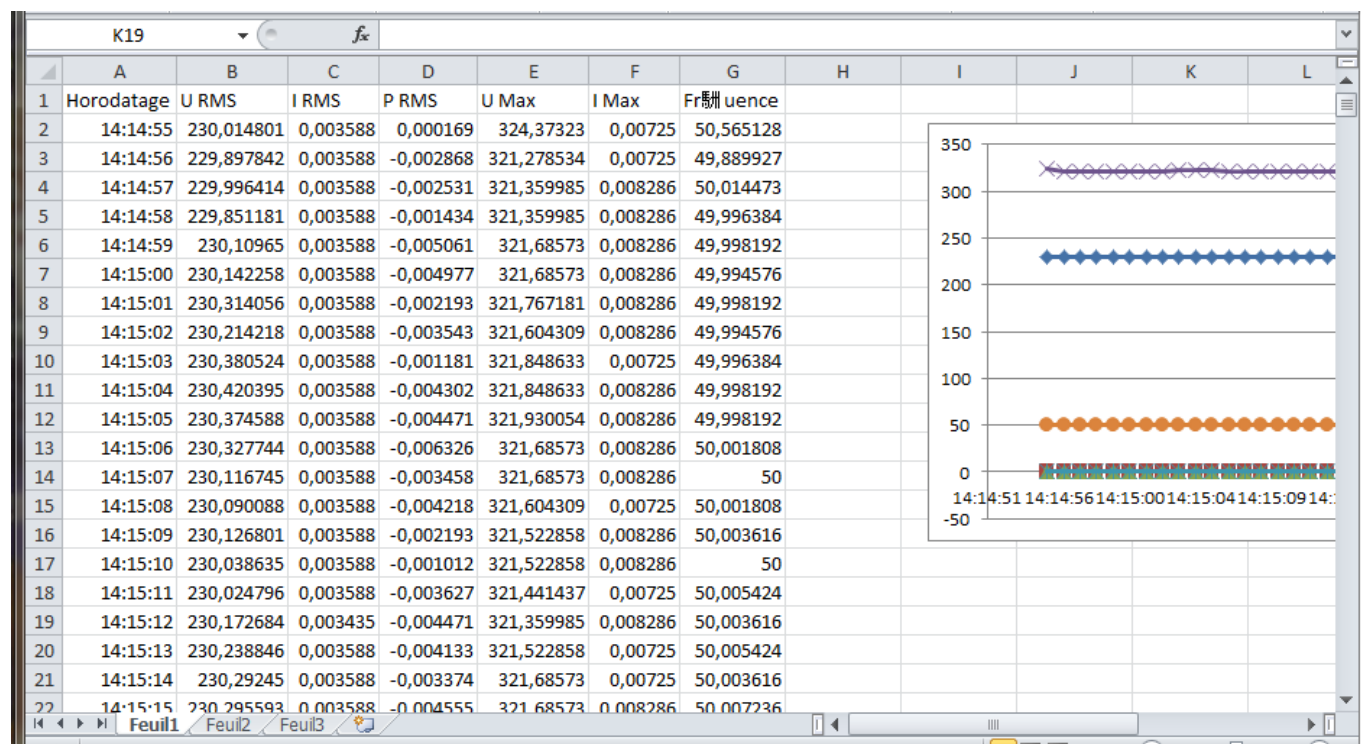 K19 fx
A B C D E F G H I J K L
1 Horodatage U RMS I RMS P RMS U Max I Max Fr駲uence
2 14:14:55 230,014801 0,003588 0,000169 324,37323 0,00725 50,565128
3 14:14:56 229,897842 0,003588 -0,002868 321,278534 0,00725 49,889927
4 14:14:57 229,996414 0,003588 -0,002531 321,359985 0,008286 50,014473
5 14:14:58 229,851181 0,003588 -0,001434 321,359985 0,008286 49,996384
6 14:14:59 230,10965 0,003588 -0,005061 321,68573 0,008286 49,998192
7 14:15:00 230,142258 0,003588 -0,004977 321,68573 0,008286 49,994576
8 14:15:01 230,314056 0,003588 -0,002193 321,767181 0,008286 49,998192
9 14:15:02 230,214218 0,003588 -0,003543 321,604309 0,008286 49,994576
10 14:15:03 230,380524 0,003588 -0,001181 321,848633 0,00725 49,996384
11 14:15:04 230,420395 0,003588 -0,004302 321,848633 0,008286 49,998192
12 14:15:05 230,374588 0,003588 -0,004471 321,930054 0,008286 49,998192
13 14:15:06 230,327744 0,003588 -0,006326 321,68573 0,008286 50,001808
14 14:15:07 230,116745 0,003588 -0,003458 321,68573 0,008286 50
15 14:15:08 230,090088 0,003588 -0,004218 321,604309 0,00725 50,001808
16 14:15:09 230,126801 0,003588 -0,002193 321,522858 0,008286 50,003616
17 14:15:10 230,038635 0,003588 -0,001012 321,522858 0,008286 50
18 14:15:11 230,024796 0,003588 -0,003627 321,441437 0,00725 50,005424
19 14:15:12 230,172684 0,003435 -0,004471 321,359985 0,008286 50,003616
20 14:15:13 230,238846 0,003588 -0,004133 321,522858 0,00725 50,005424
21 14:15:14 230,29245 0,003588 -0,003374 321,68573 0,00725 50,003616
22 14:15:15 230,295593 0,003588 -0,004555 321,68573 0,008286 50,007236
350
300
250
200
150
100
50
0
14:14:51 14:14:56 14:15:00 14:15:04 14:15:09
-50
Feuil1 Feuil2 Feuil3